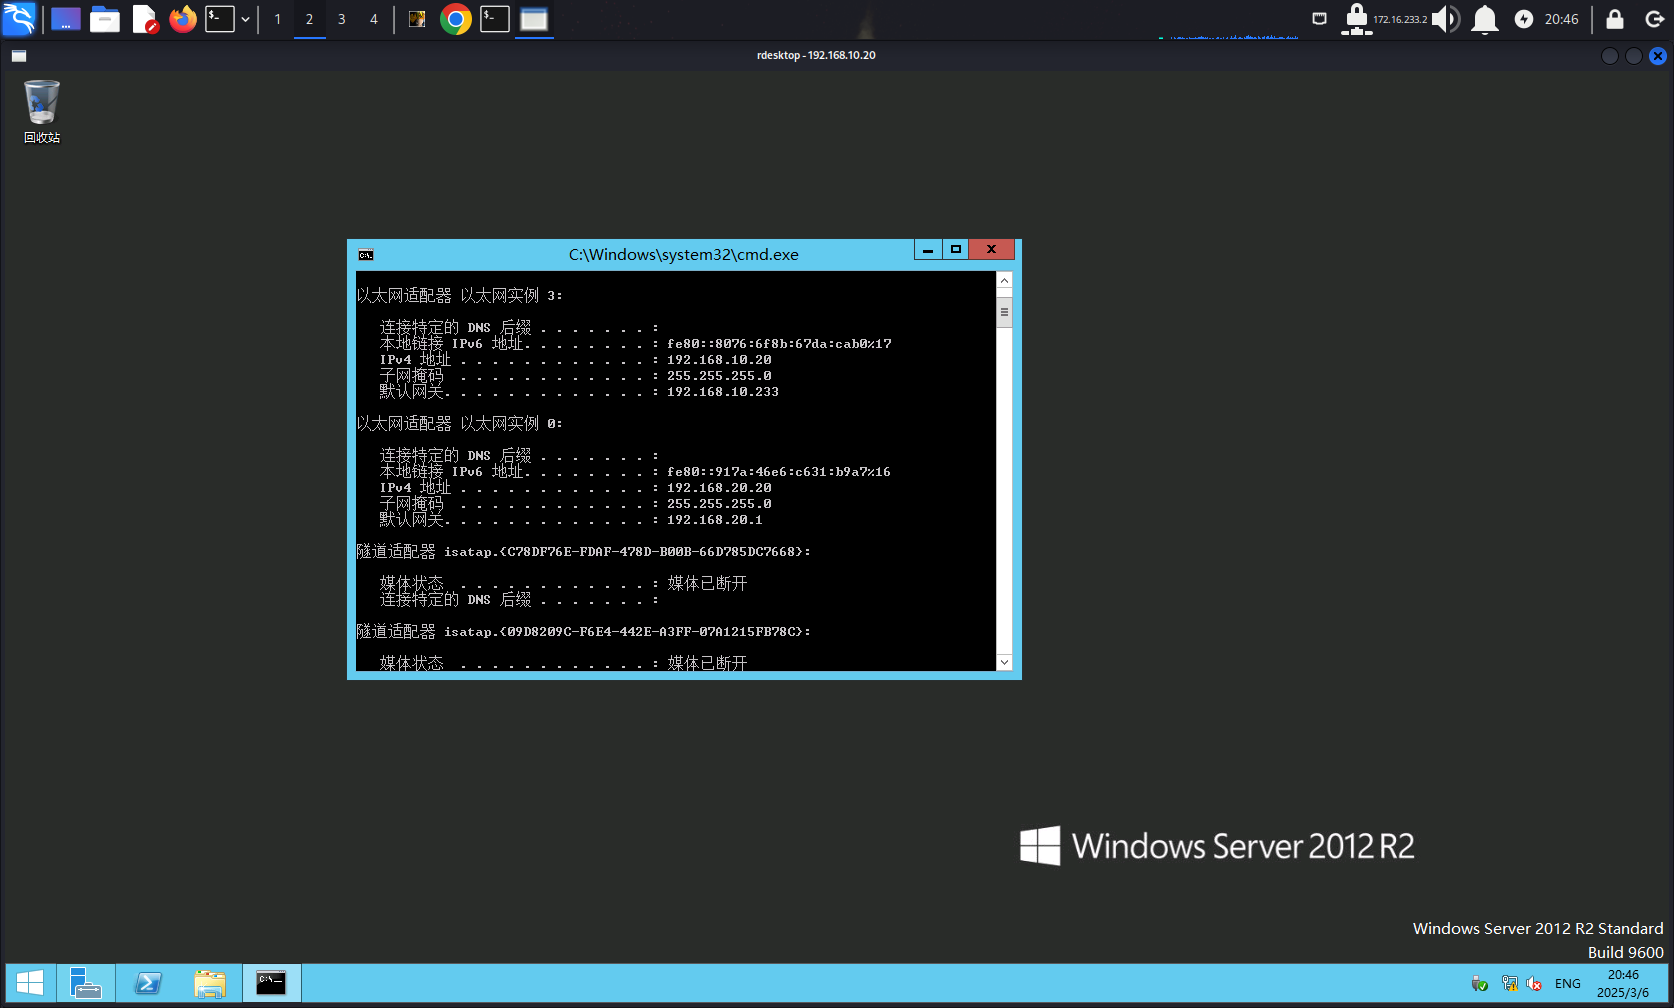 1 2 3 4
172.16.233.2
20:46
rdesktop - 192.168.10.20
回收站
C:\Windows\system32\cmd.exe
以太网适配器 以太网实例 3:
连接特定的 DNS 后缀 . . . . . . . :
本地链接 IPv6 地址. . . . . . . . : fe80::8076:6f8b:67da:cab0%17
IPv4 地址 . . . . . . . . . . . . : 192.168.10.20
子网掩码 . . . . . . . . . . . . : 255.255.255.0
默认网关. . . . . . . . . . . . . : 192.168.10.233
以太网适配器 以太网实例 0:
连接特定的 DNS 后缀 . . . . . . . :
本地链接 IPv6 地址. . . . . . . . : fe80::917a:46e6:c631:b9a7%16
IPv4 地址 . . . . . . . . . . . . : 192.168.20.20
子网掩码 . . . . . . . . . . . . : 255.255.255.0
默认网关. . . . . . . . . . . . . : 192.168.20.1
隧道适配器 isatap.{C78DF76E-FDAF-478D-B00B-66D785DC7668}:
媒体状态 . . . . . . . . . . . . : 媒体已断开
连接特定的 DNS 后缀 . . . . . . . :
隧道适配器 isatap.{09D8209C-F6E4-442E-A3FF-07A1215FB78C}:
媒体状态 . . . . . . . . . . . . : 媒体已断开
Windows Server 2012 R2
Windows Server 2012 R2 Standard
Build 9600
ENG
20:46
2025/3/6